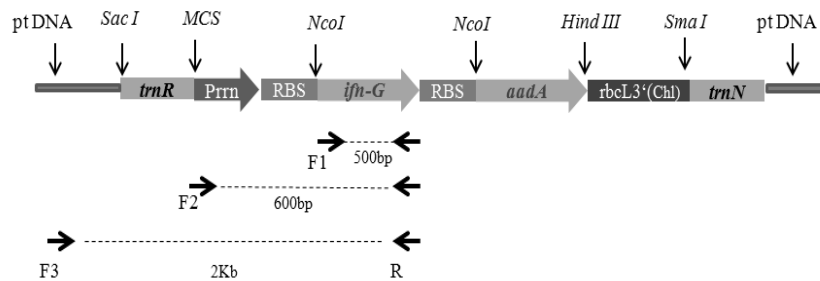 pt DNA Sac I MCS NcoI NcoI Hind III Sma I pt DNA
trnR Prrn RBS ifn-G RBS aadA rbcL3‘(Chl) trnN
F1 500bp
F2 600bp
F3 2Kb R